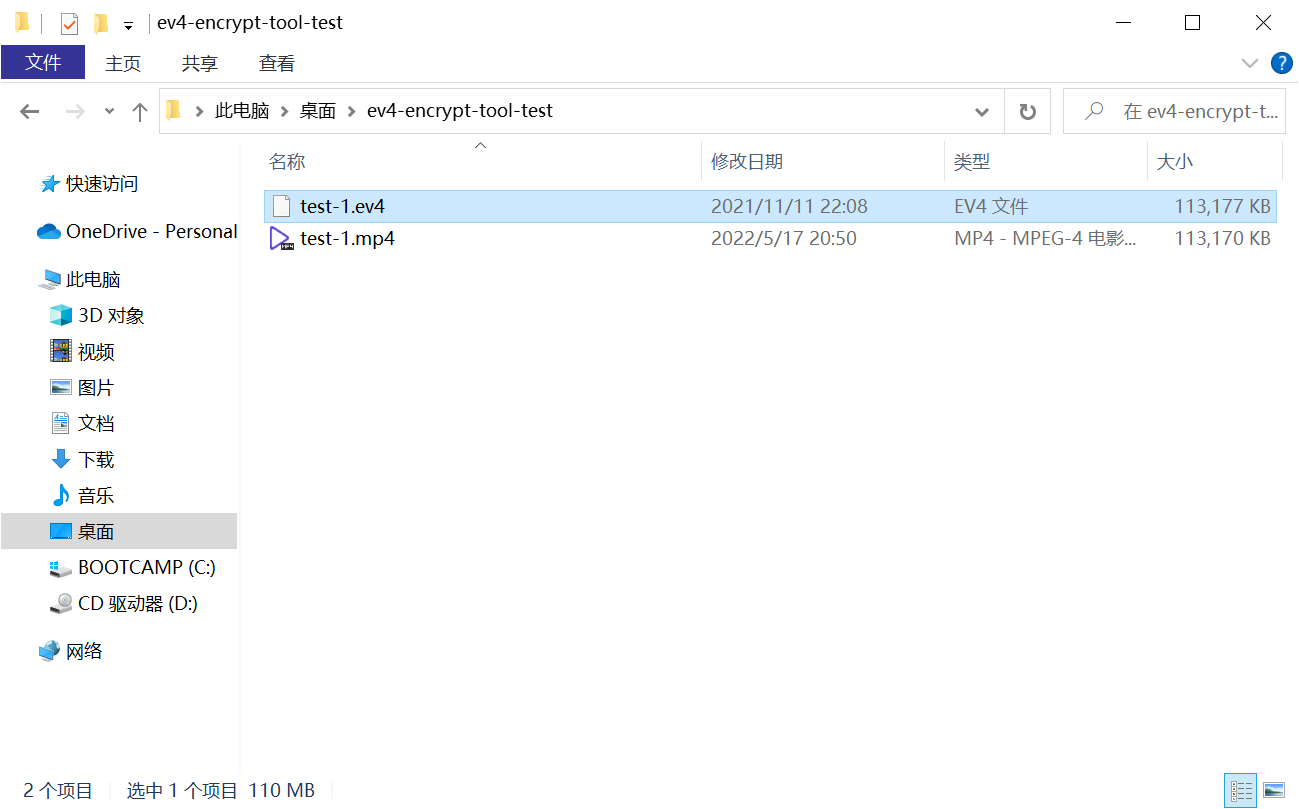 ev4-encrypt-tool-test
文件 主页 共享 查看
此电脑 桌面 ev4-encrypt-tool-test 在 ev4-encrypt-t...
名称 修改日期 类型 大小
test-1.ev4 2021/11/11 22:08 EV4 文件 113,177 KB
test-1.mp4 2022/5/17 20:50 MP4 - MPEG-4 电影... 113,170 KB
快速访问
OneDrive - Personal
此电脑
3D 对象
视频
图片
文档
下载
音乐
桌面
BOOTCAMP (C:)
CD 驱动器 (D:)
网络
2 个项目 选中 1 个项目 110 MB